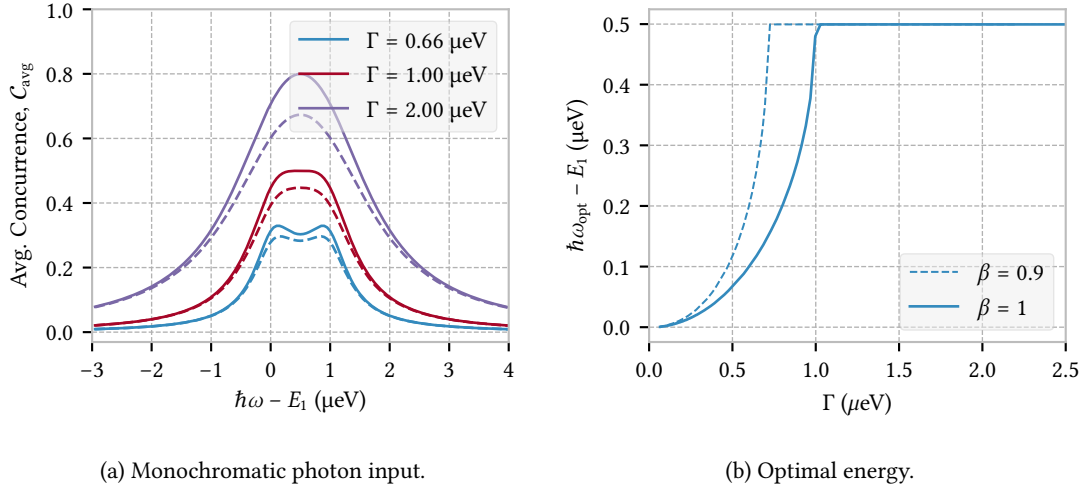 1.0
0.8
0.6
0.4
0.2
0.0
Avg. Concurrence, 𝒞avg
Γ = 0.66 µeV
Γ = 1.00 µeV
Γ = 2.00 µeV
−3 −2 −1 0 1 2 3 4
ℏω − E₁ (µeV)
(a) Monochromatic photon input.
0.5
0.4
0.3
0.2
0.1
0.0
ℏωopt − E₁ (µeV)
β = 0.9
β = 1
0.0 0.5 1.0 1.5 2.0 2.5
Γ (µeV)
(b) Optimal energy.